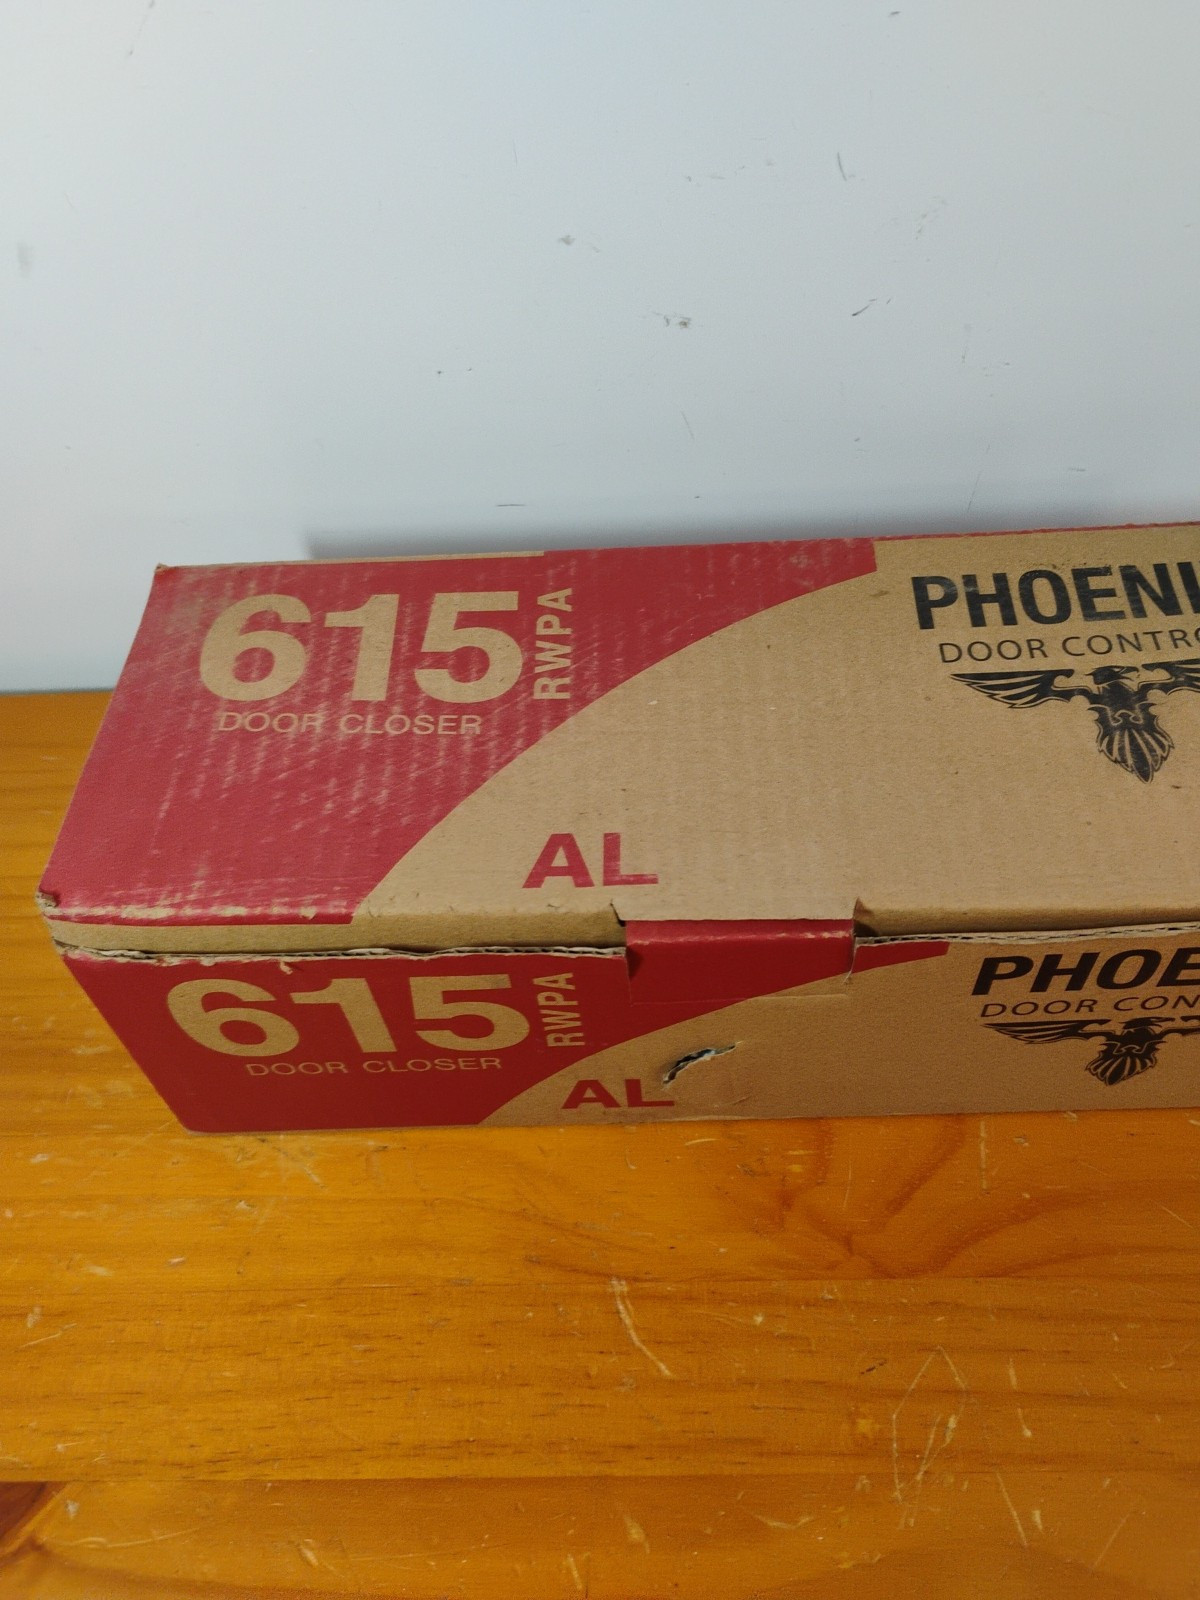 615
RWPA
DOOR CLOSER
PHOENI
DOOR CONTRO
AL
615
RWPA
DOOR CLOSER
PHOE
DOOR CON
AL